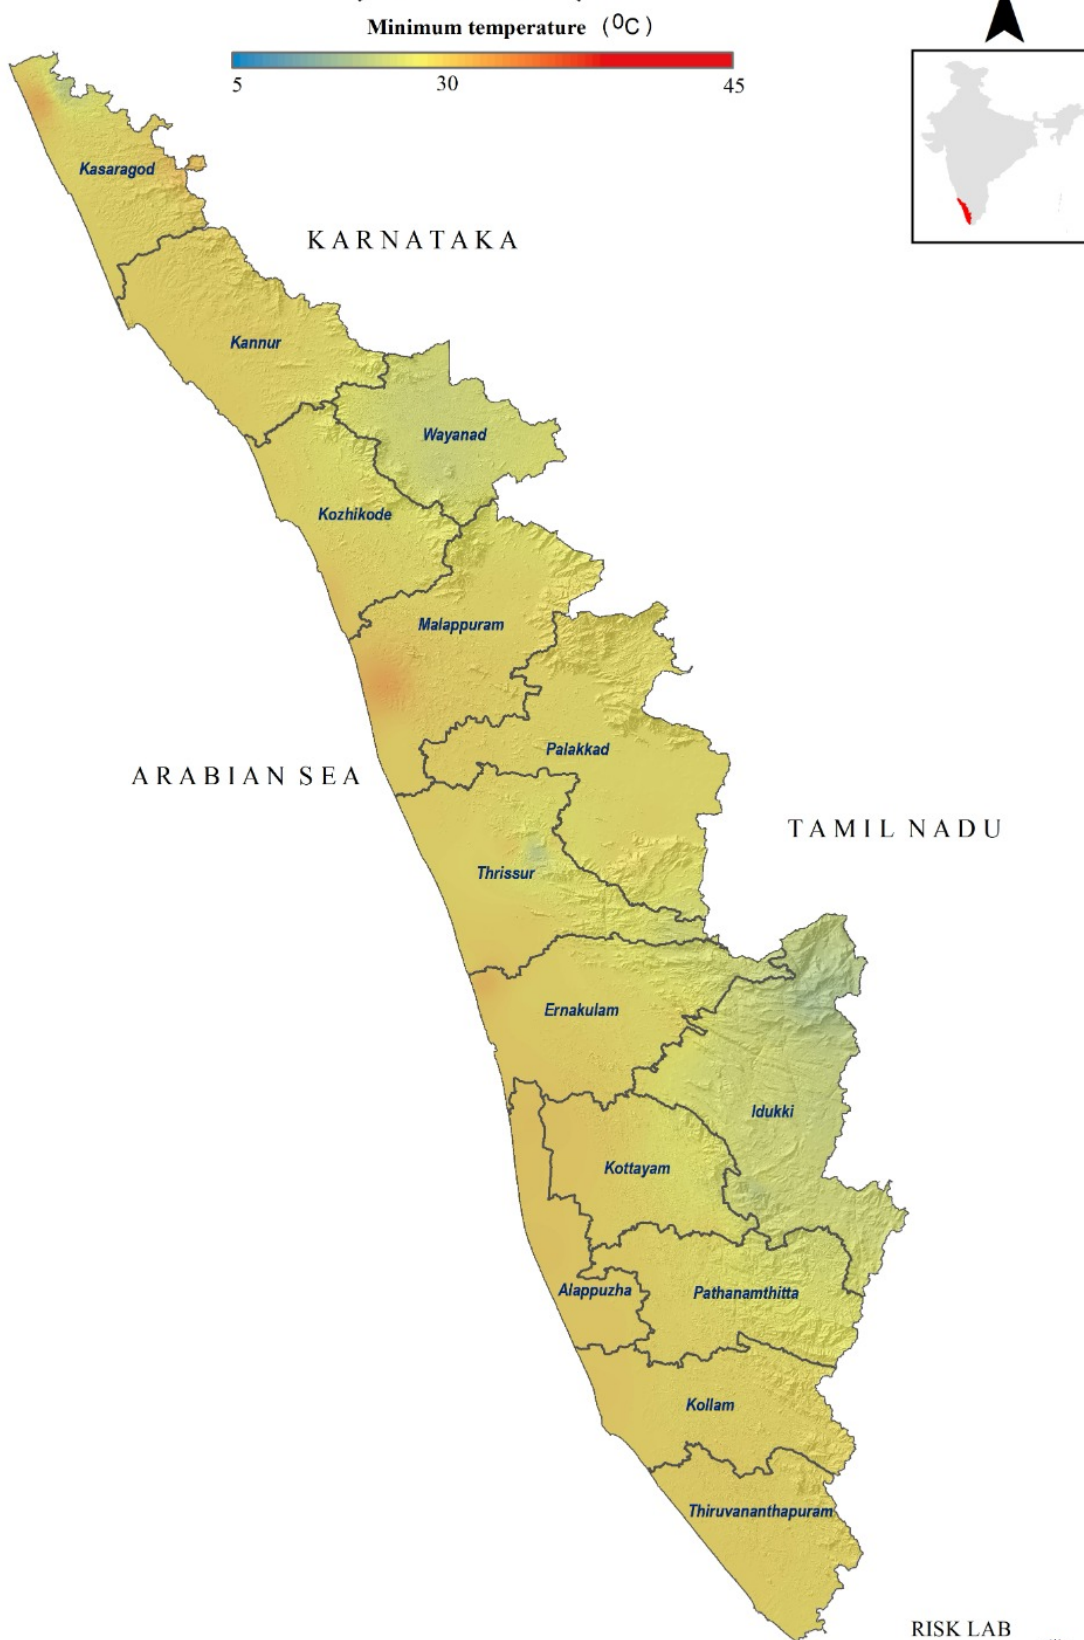 Minimum temperature (⁰C)
5 30 45
Kasaragod
KARNATAKA
Kannur
Wayanad
Kozhikode
Malappuram
Palakkad
ARABIAN SEA
TAMIL NADU
Thrissur
Ernakulam
Idukki
Kottayam
Alappuzha
Pathanamthitta
Kollam
Thiruvananthapuram
RISK LAB